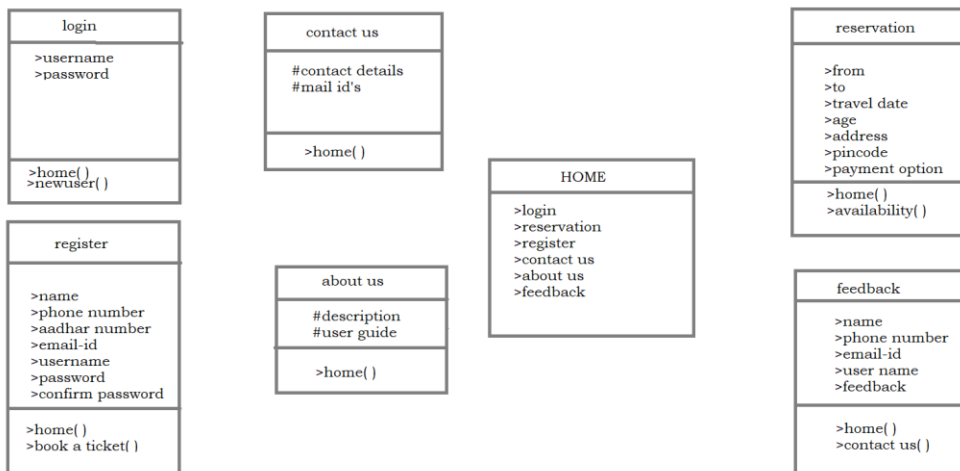 login
>username
>password
>home( )
>newuser( )
contact us
#contact details
#mail id's
>home( )
reservation
>from
>to
>travel date
>age
>address
>pincode
>payment option
>home( )
>availability( )
HOME
>login
>reservation
>register
>contact us
>about us
>feedback
register
>name
>phone number
>aadhar number
>email-id
>username
>password
>confirm password
>home( )
>book a ticket( )
about us
#description
#user guide
>home( )
feedback
>name
>phone number
>email-id
>user name
>feedback
>home( )
>contact us( )